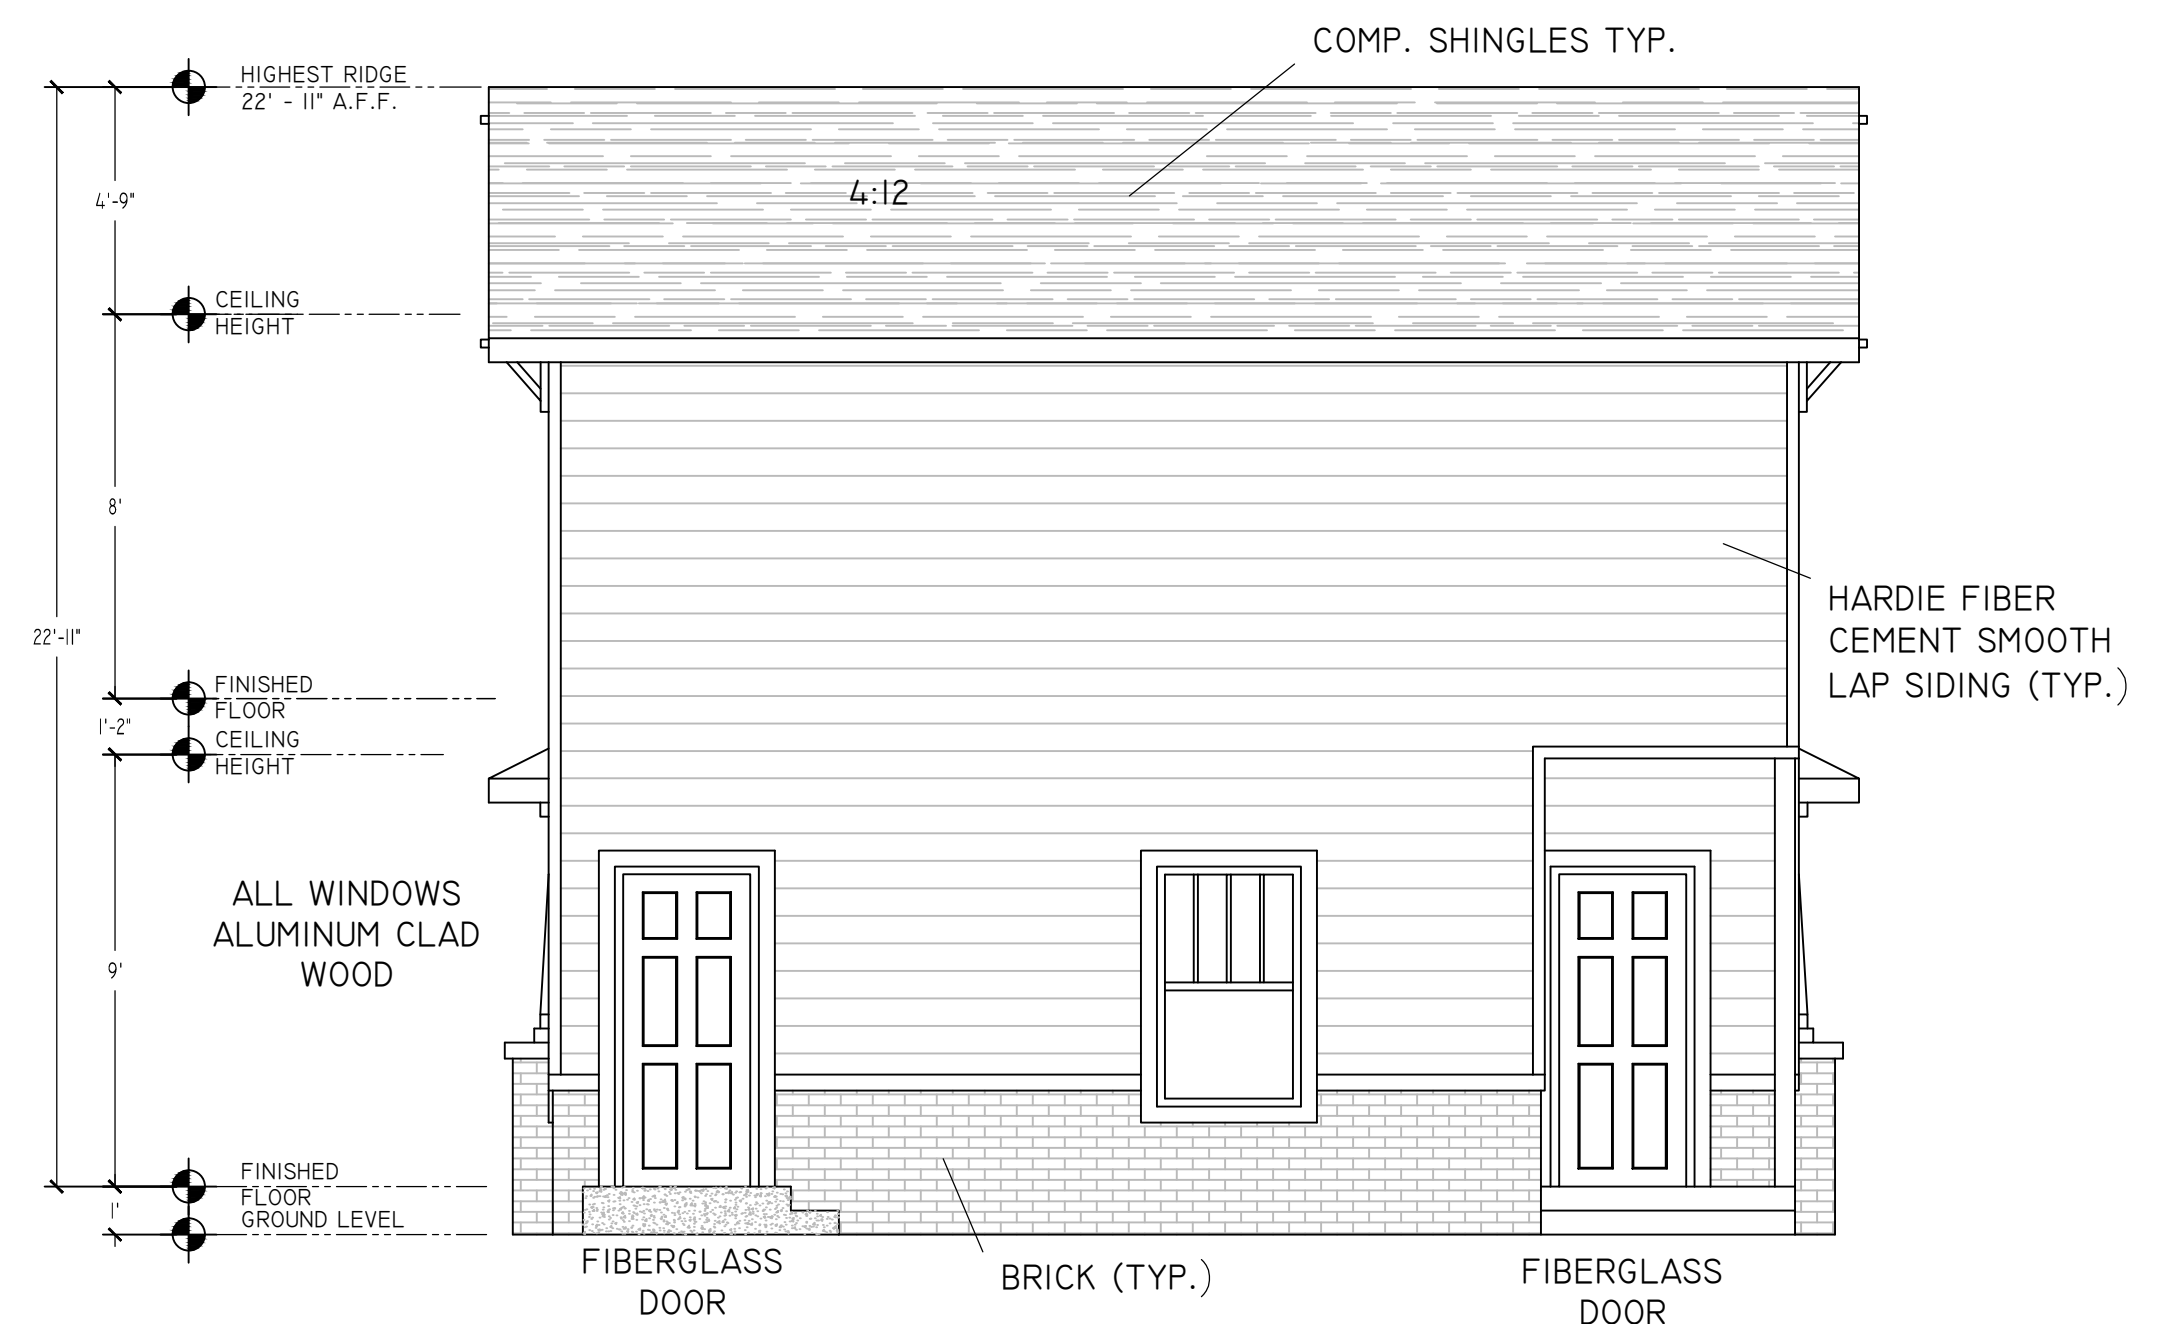 COMP. SHINGLES TYP.
HIGHEST RIDGE
22' - 11" A.F.F.
4'-9"
4:12
CEILING
HEIGHT
8'
HARDIE FIBER
CEMENT SMOOTH
LAP SIDING (TYP.)
22'-11"
FINISHED
FLOOR
1'-2"
CEILING
HEIGHT
ALL WINDOWS
ALUMINUM CLAD
WOOD
9'
FINISHED
FLOOR
1'
GROUND LEVEL
FIBERGLASS
DOOR
BRICK (TYP.)
FIBERGLASS
DOOR